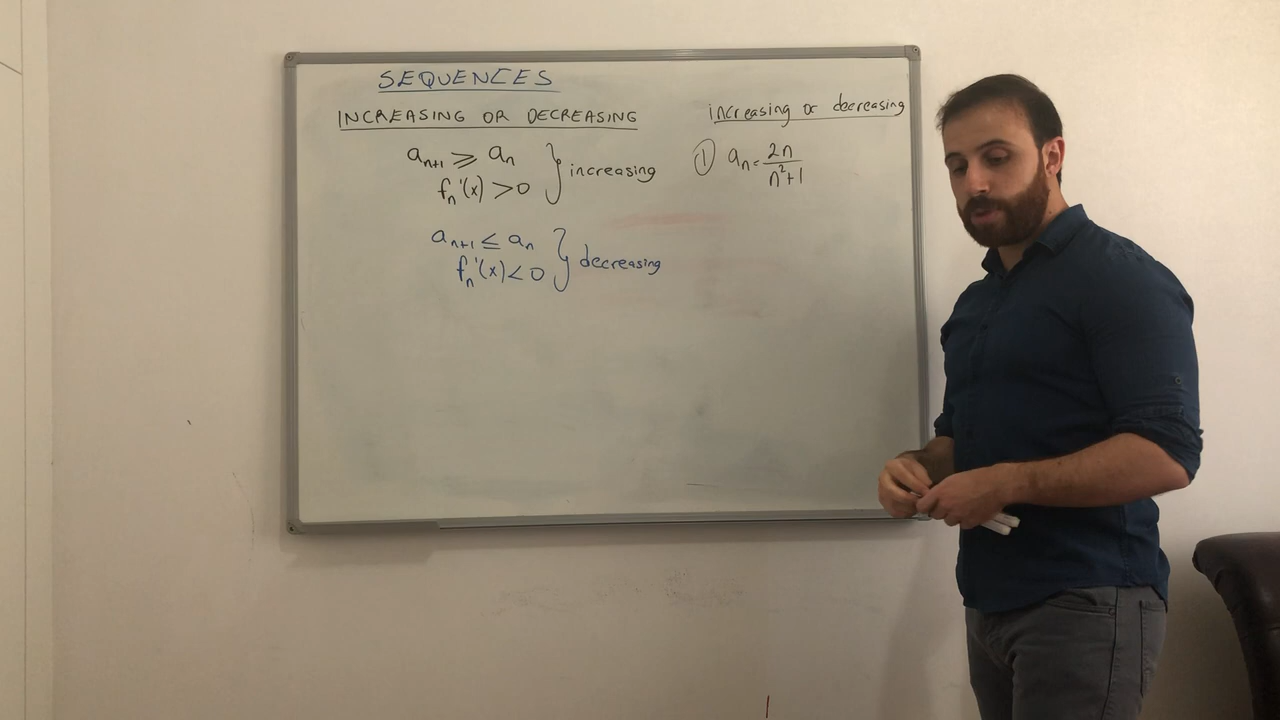 SEQUENCES
INCREASING OR DECREASING
aₙ₊₁ ⩾ aₙ
fₙ'(x) > 0 } increasing
aₙ₊₁ ≤ aₙ
fₙ'(x) < 0 } decreasing
increasing or decreasing
① aₙ = 2n / n²+1